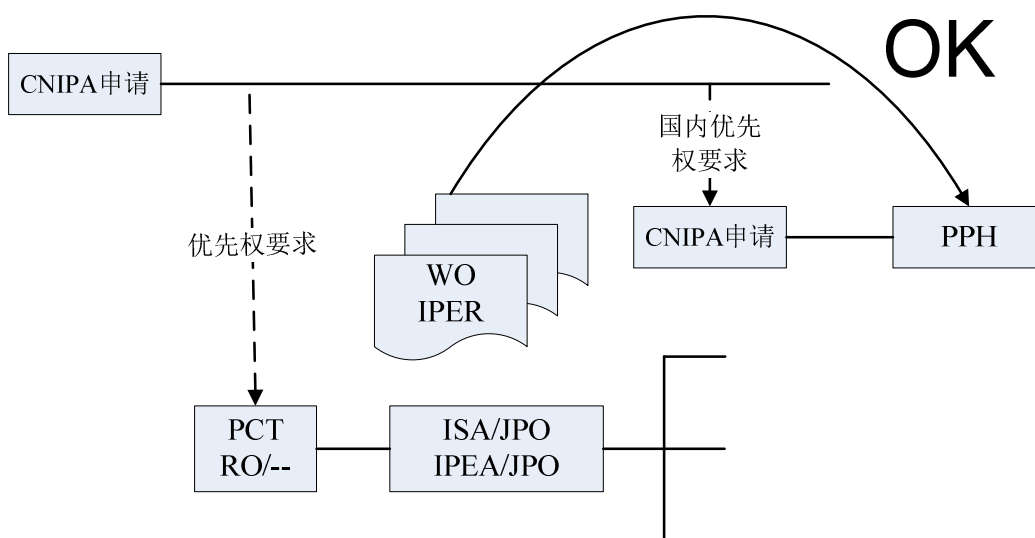 OK
CNIPA申请
国内优先
权要求
优先权要求
CNIPA申请
PPH
WO
IPER
PCT
RO/--
ISA/JPO
IPEA/JPO